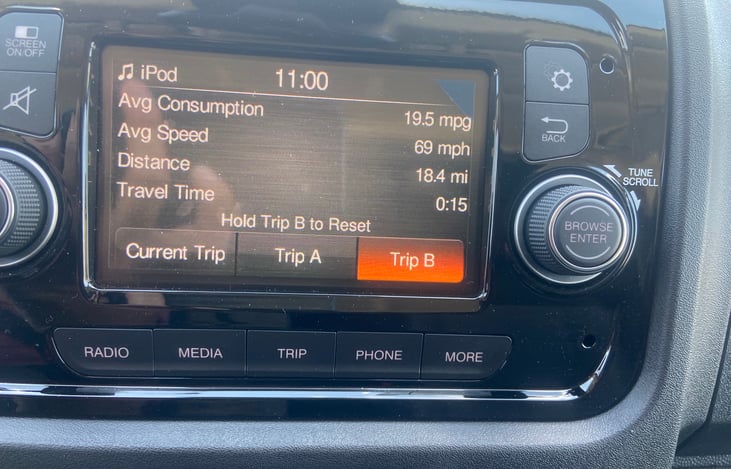 SCREEN
ON/OFF
iPod 11:00
Avg Consumption 19.5 mpg
Avg Speed 69 mph
Distance 18.4 mi
Travel Time 0:15
Hold Trip B to Reset
Current Trip Trip A Trip B
BACK
TUNE
SCROLL
BROWSE
ENTER
RADIO MEDIA TRIP PHONE MORE